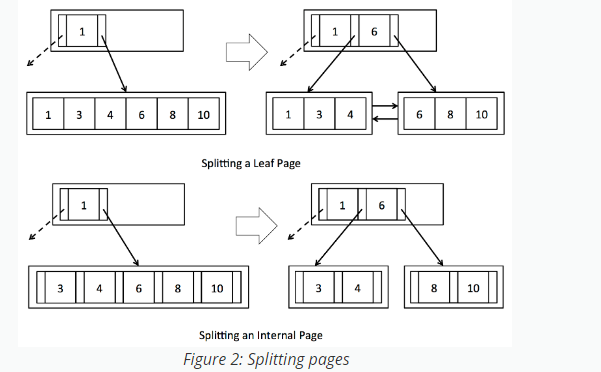 1 1 6
1 3 4 6 8 10 1 3 4 6 8 10
Splitting a Leaf Page
1 1 6
3 4 6 8 10 3 4 8 10
Splitting an Internal Page
Figure 2: Splitting pages